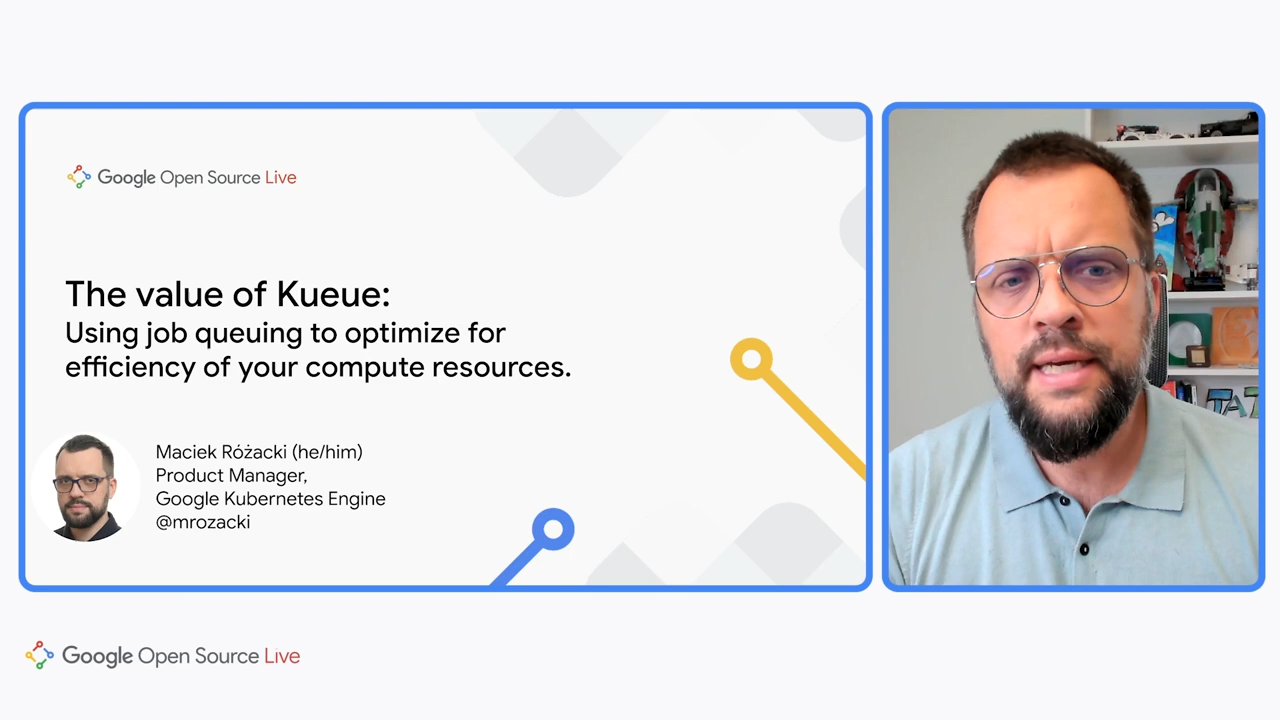 Google Open Source Live
The value of Kueue:
Using job queuing to optimize for
efficiency of your compute resources.
Maciek Różacki (he/him)
Product Manager,
Google Kubernetes Engine
@mrozacki
Google Open Source Live